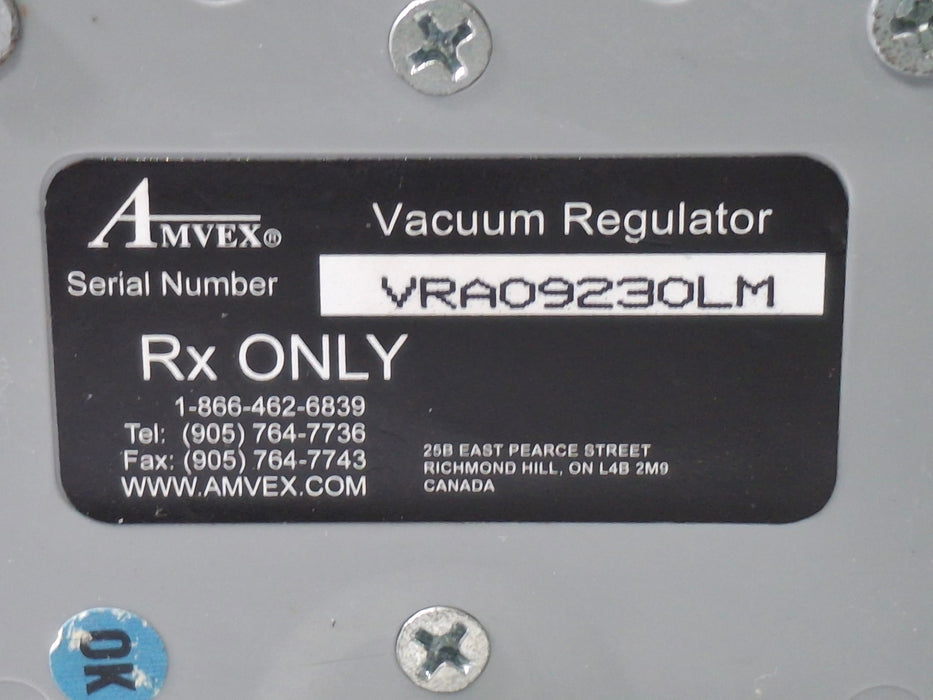 AMVEX®
Vacuum Regulator
Serial Number
VRA09230LM
Rx ONLY
1-866-462-6839
Tel: (905) 764-7736
Fax: (905) 764-7743
WWW.AMVEX.COM
25B EAST PEARCE STREET
RICHMOND HILL, ON L4B 2M9
CANADA
OK